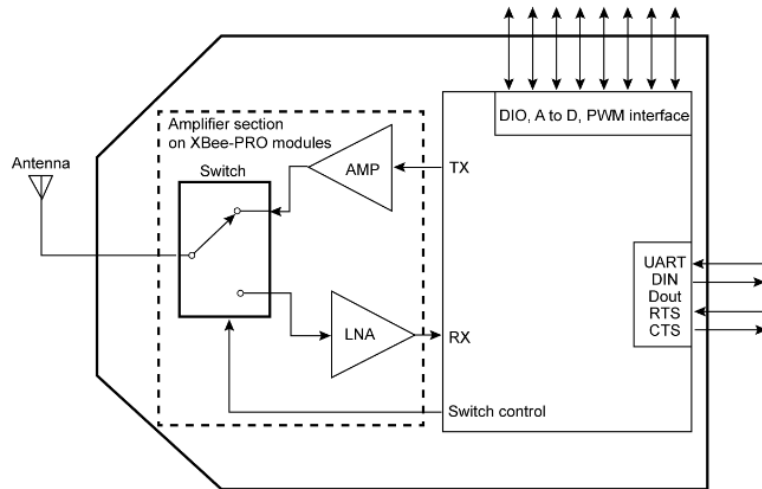 DIO, A to D, PWM interface
Amplifier section
on XBee-PRO modules
Antenna
Switch
AMP
TX
UART
DIN
Dout
RTS
CTS
LNA
RX
Switch control